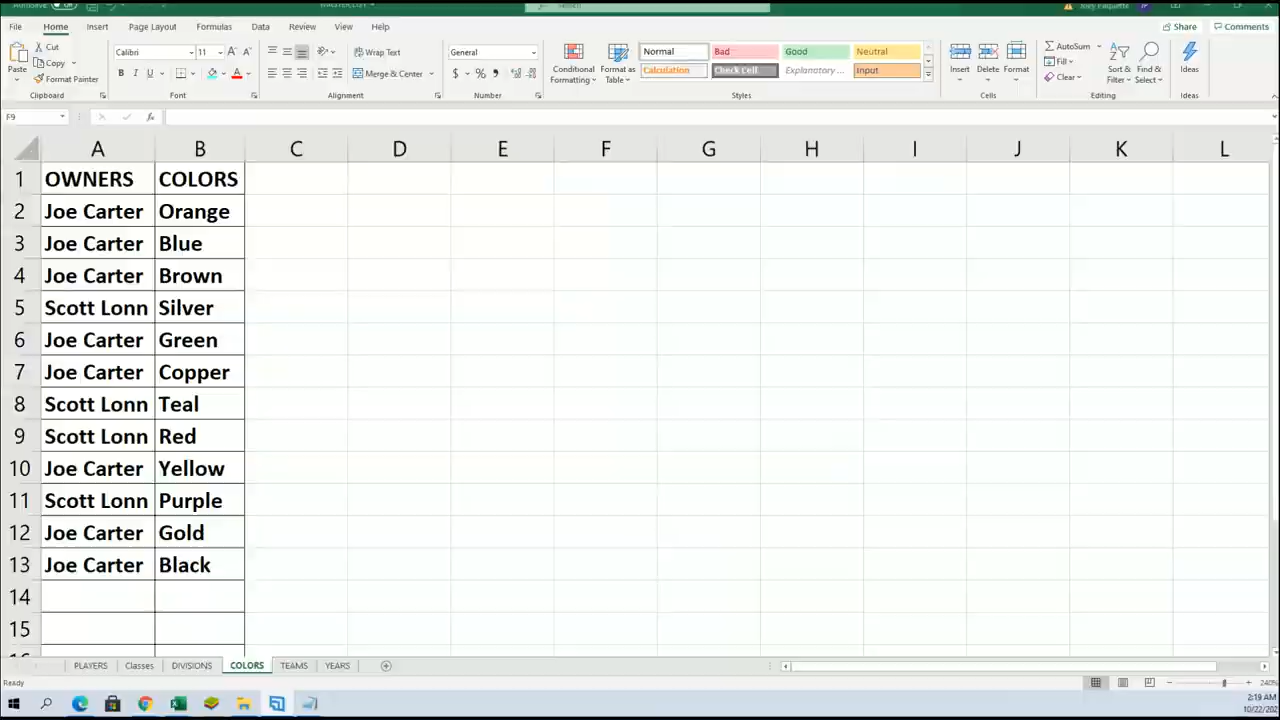 File Home Insert Page Layout Formulas Data Review View Help Share Comments
Cut Calibri 11 Wrap Text General Normal Bad Good Neutral AutoSum
Copy Fill
Paste Format Painter Merge & Center Conditional Formatting Format as Table Calculation Check Cell Explanatory ... Input Insert Delete Format Clear Sort & Filter Find & Select Ideas
Clipboard Font Alignment Number Styles Cells Editing Ideas
F9 fx
A B C D E F G H I J K L
1 OWNERS COLORS
2 Joe Carter Orange
3 Joe Carter Blue
4 Joe Carter Brown
5 Scott Lonn Silver
6 Joe Carter Green
7 Joe Carter Copper
8 Scott Lonn Teal
9 Scott Lonn Red
10 Joe Carter Yellow
11 Scott Lonn Purple
12 Joe Carter Gold
13 Joe Carter Black
14
15
PLAYERS Classes DIVISIONS COLORS TEAMS YEARS
Ready 240%
2:19 AM